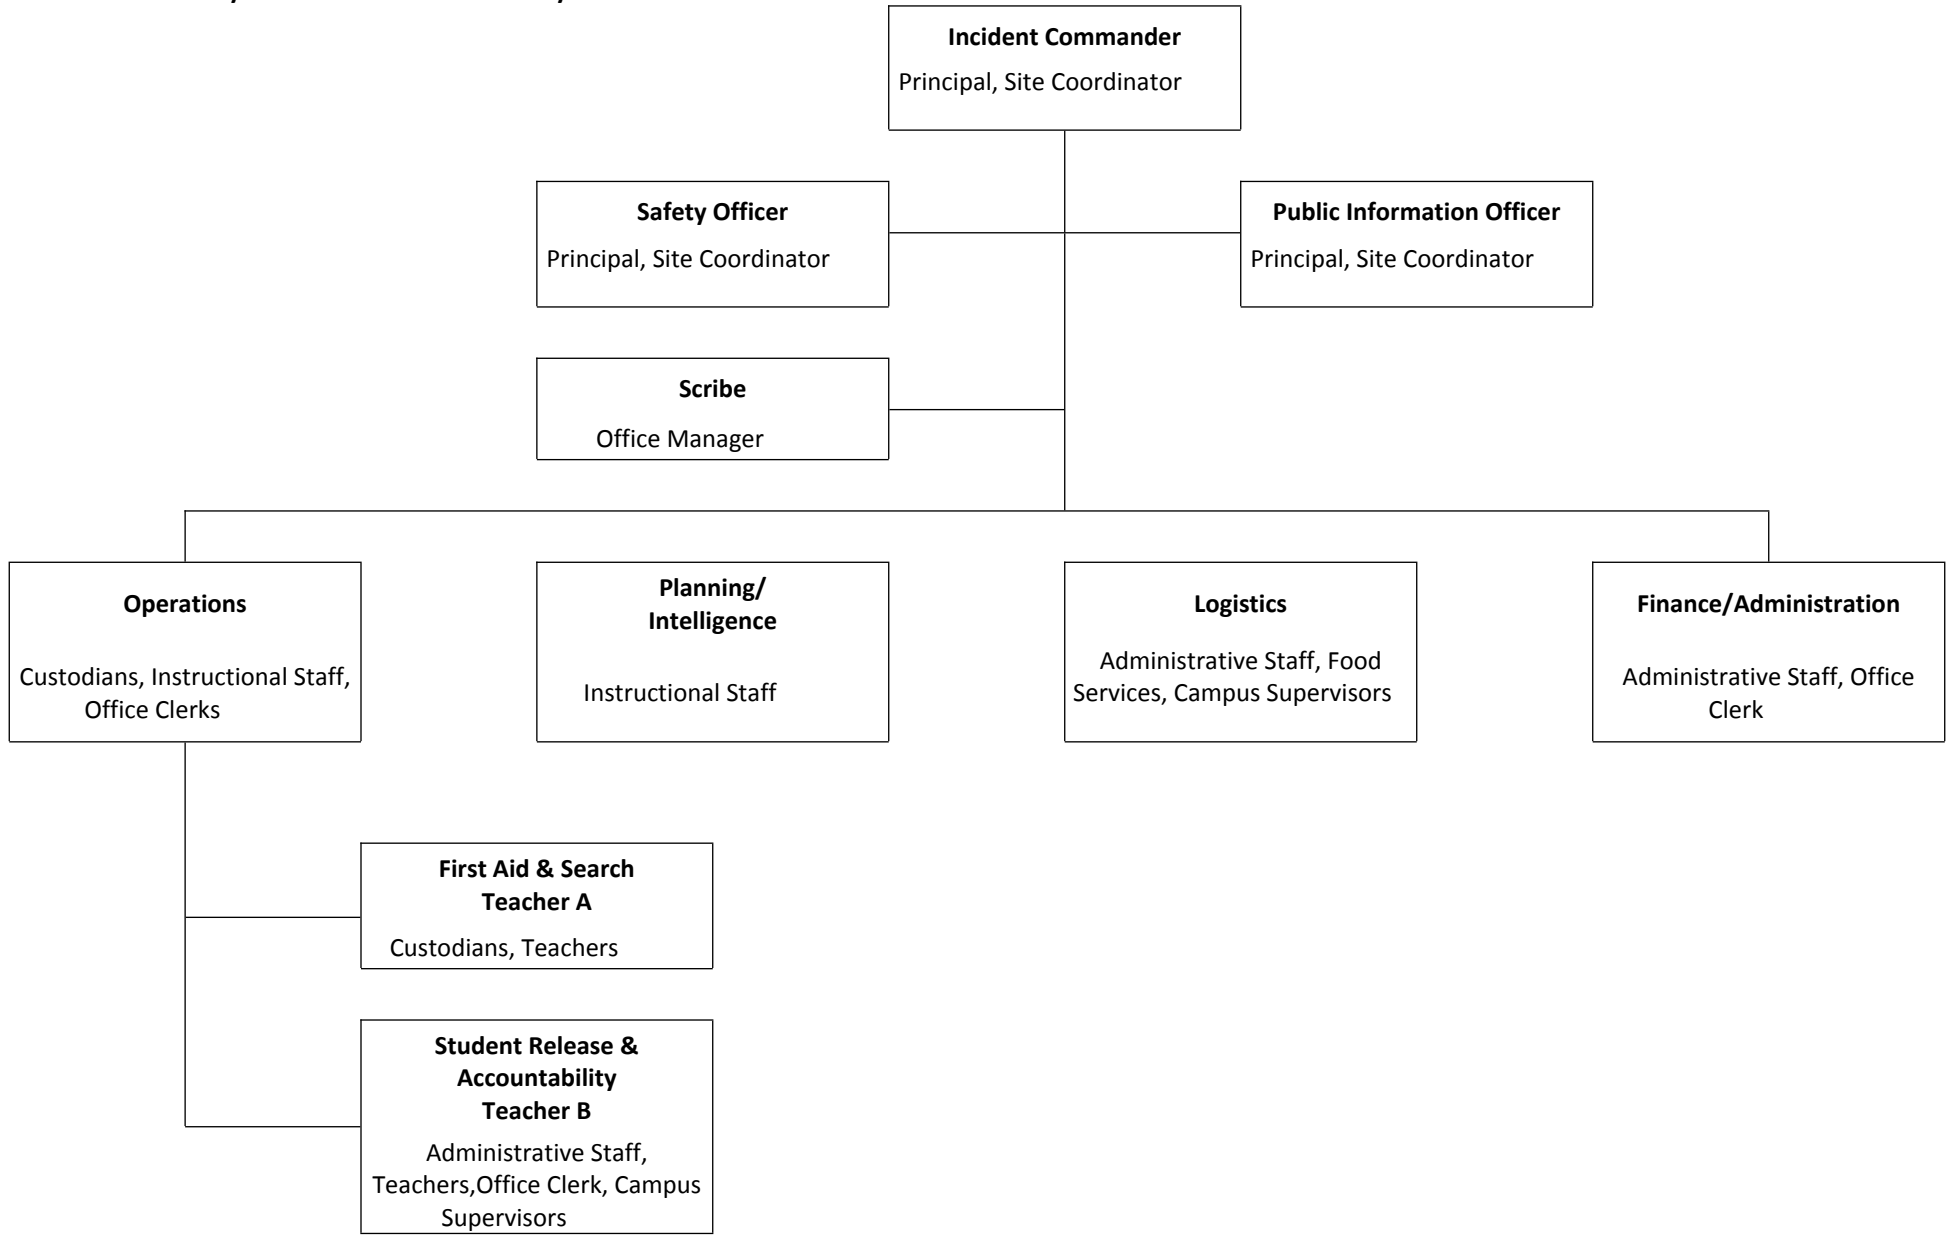 Incident Commander
Principal, Site Coordinator
Safety Officer
Principal, Site Coordinator
Public Information Officer
Principal, Site Coordinator
Scribe
Office Manager
Operations
Custodians, Instructional Staff,
Office Clerks
Planning/
Intelligence
Instructional Staff
Logistics
Administrative Staff, Food
Services, Campus Supervisors
Finance/Administration
Administrative Staff, Office
Clerk
First Aid & Search
Teacher A
Custodians, Teachers
Student Release &
Accountability
Teacher B
Administrative Staff,
Teachers,Office Clerk, Campus
Supervisors